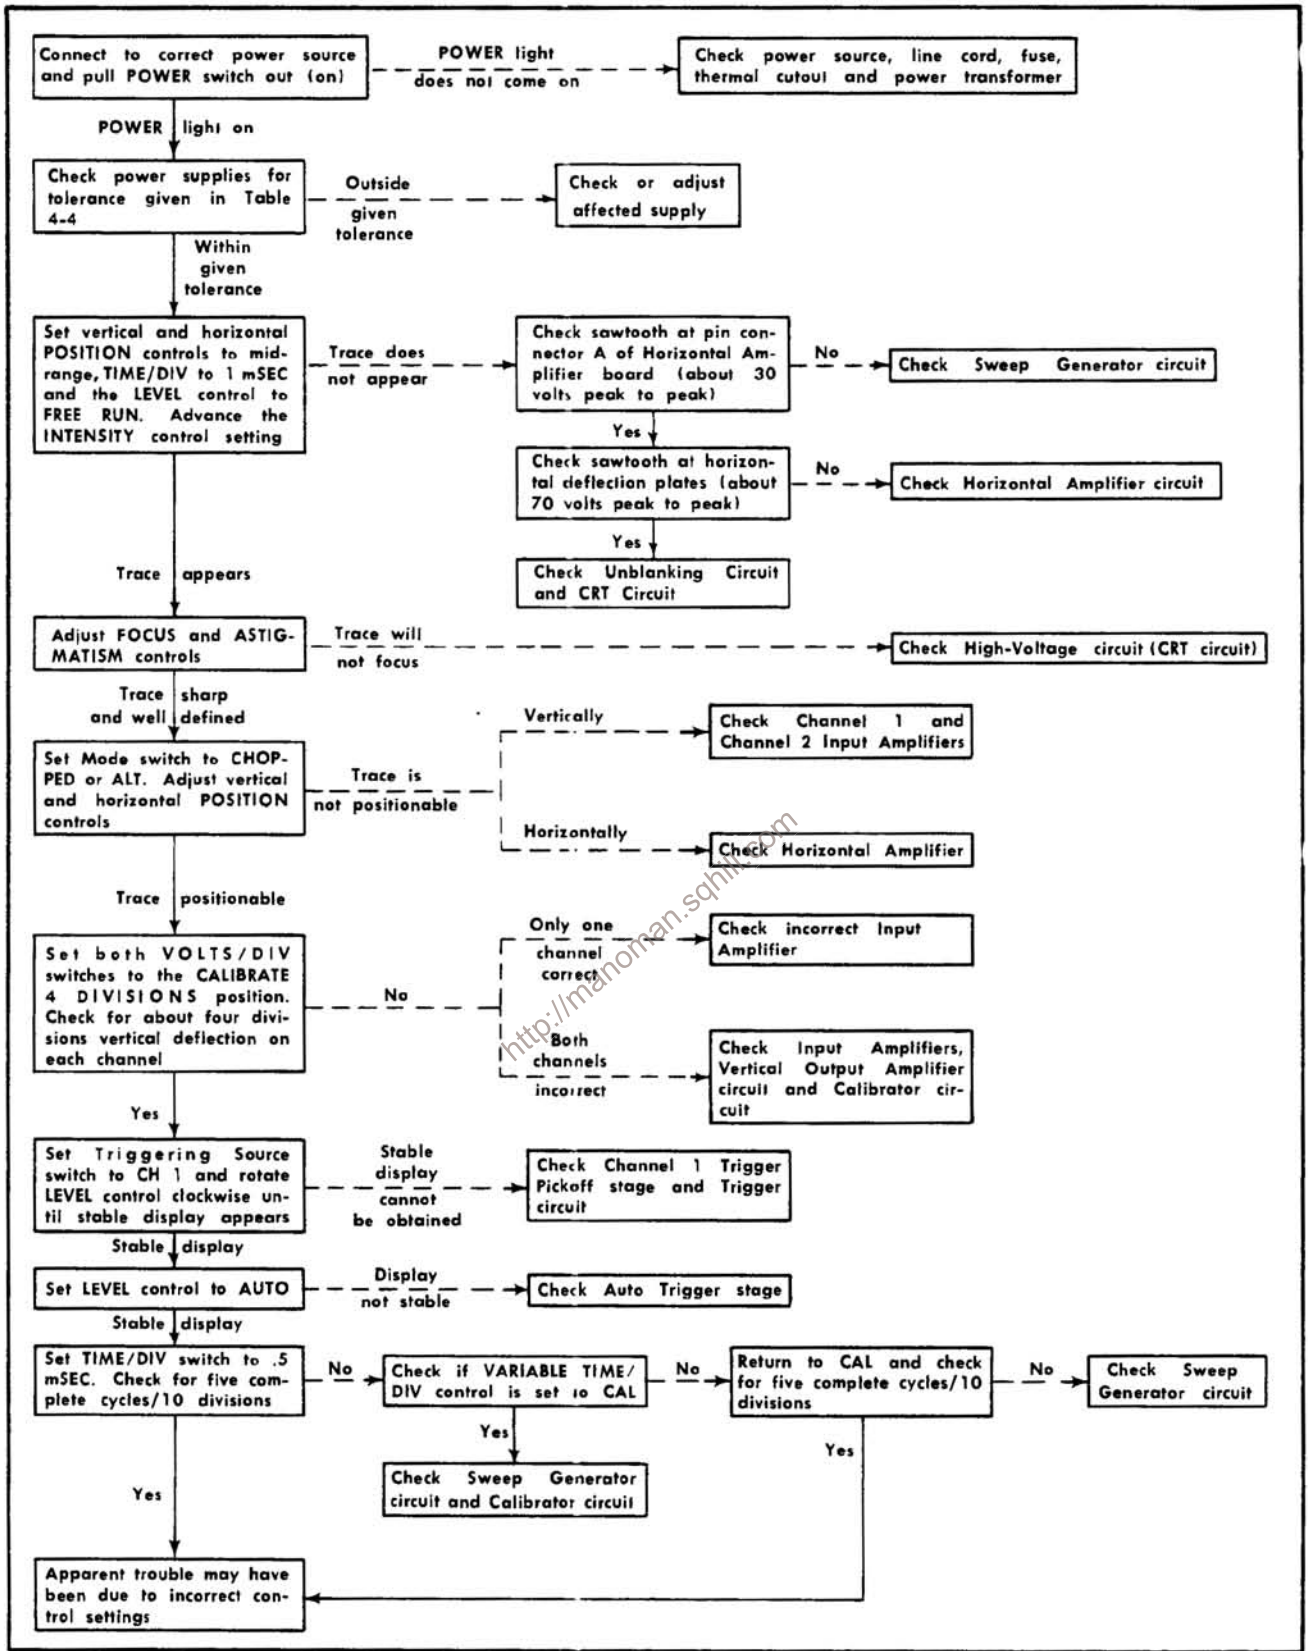 Connect to correct power source
and pull POWER switch out (on)
POWER light
does not come on
Check power source, line cord, fuse,
thermal cutout and power transformer
POWER light on
Check power supplies for
tolerance given in Table
4-4
Outside
given
tolerance
Check or adjust
affected supply
Within
given
tolerance
Set vertical and horizontal
POSITION controls to mid-
range, TIME/DIV to 1 mSEC
and the LEVEL control to
FREE RUN. Advance the
INTENSITY control setting
Trace does
not appear
Check sawtooth at pin con-
nector A of Horizontal Am-
plifier board (about 30
volts peak to peak)
No
Check Sweep Generator circuit
Yes
Check sawtooth at horizon-
tal deflection plates (about
70 volts peak to peak)
No
Check Horizontal Amplifier circuit
Yes
Check Unblanking Circuit
and CRT Circuit
Trace appears
Adjust FOCUS and ASTIG-
MATISM controls
Trace will
not focus
Check High-Voltage circuit (CRT circuit)
Trace sharp
and well defined
Set Mode switch to CHOP-
PED or ALT. Adjust vertical
and horizontal POSITION
controls
Trace is
not positionable
Vertically
Check Channel 1 and
Channel 2 Input Amplifiers
Horizontally
Check Horizontal Amplifier
Trace positionable
Set both VOLTS/DIV
switches to the CALIBRATE
4 DIVISIONS position.
Check for about four divi-
sions vertical deflection on
each channel
No
Only one
channel
correct
Check incorrect Input
Amplifier
Both
channels
incorrect
Check Input Amplifiers,
Vertical Output Amplifier
circuit and Calibrator cir-
cuit
Yes
Set Triggering Source
switch to CH 1 and rotate
LEVEL control clockwise un-
til stable display appears
Stable
display
cannot
be obtained
Check Channel 1 Trigger
Pickoff stage and Trigger
circuit
Stable display
Set LEVEL control to AUTO
Display
not stable
Check Auto Trigger stage
Stable display
Set TIME/DIV switch to .5
mSEC. Check for five com-
plete cycles/10 divisions
No
Check if VARIABLE TIME/
DIV control is set to CAL
No
Return to CAL and check
for five complete cycles/10
divisions
No
Check Sweep
Generator circuit
Yes
Check Sweep Generator
circuit and Calibrator circuit
Yes
Yes
Apparent trouble may have
been due to incorrect con-
trol settings
http://manoman.sqhill.com